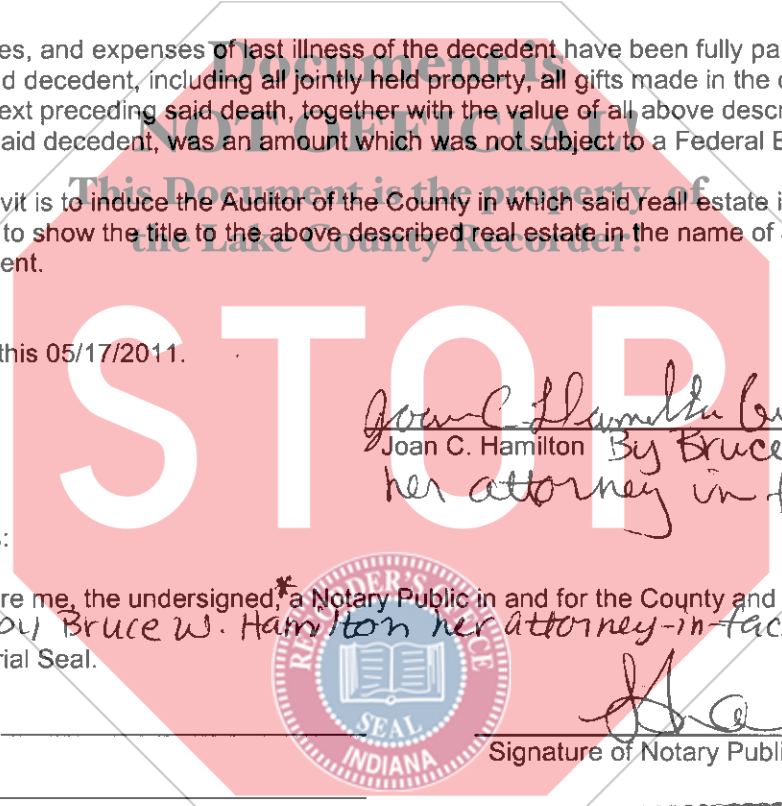 es, and expenses of last illness of the decedent have been fully pa
Document is
d decedent, including all jointly held property, all gifts made in the
ext preceding said death, together with the value of all above descr
NOT OFFICIAL!
aid decedent, was an amount which was not subject to a Federal E
This Document is the property of
vit is to induce the Auditor of the County in which said reall estate i
to show the title to the above described real estate in the name of
the Lake County Recorder!
ent.
STOP
this 05/17/2011.
Joan C Hamilton
Joan C. Hamilton By Bruce
her attorney in
s:
re me, the undersigned,* a Notary Public in and for the County and
by Bruce W. Hamilton her attorney-in-fac
rial Seal.
RECORDER'S OFFICE
SEAL
INDIANA
Signature of Notary Publi